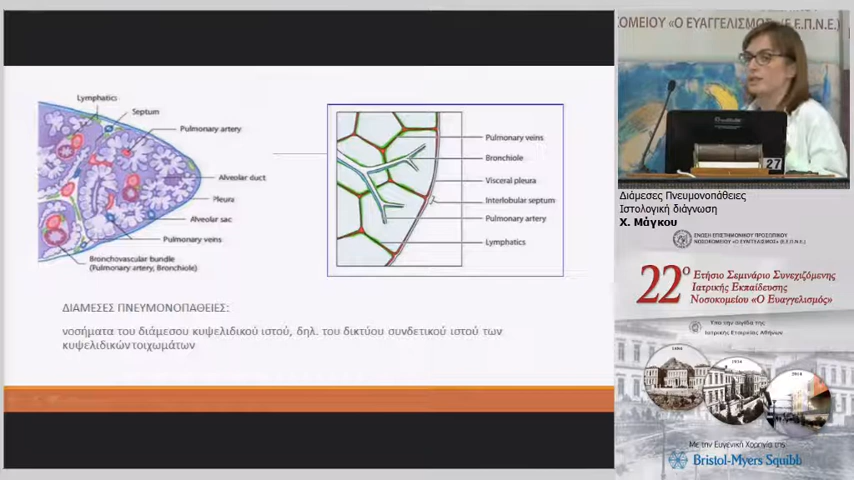 Lymphatics
Septum
Pulmonary artery
Alveolar duct
Pleura
Alveolar sac
Pulmonary veins
Bronchovascular bundle
(Pulmonary artery, Bronchiole)
Pulmonary veins
Bronchiole
Visceral pleura
Interlobular septum
Pulmonary artery
Lymphatics
ΔΙΑΜΕΣΕΣ ΠΝΕΥΜΟΝΟΠΑΘΕΙΕΣ:
νοσήματα του διάμεσου κυψελιδικού ιστού, δηλ. του δικτύου συνδετικού ιστού των
κυψελιδικών τοιχωμάτων
ΚΟΜΕΙΟΥ «Ο ΕΥΑΓΓΕΛΙΣΜΟΣ» (Ε.Ε.Π.Ν.Ε.)
27
Διάμεσες Πνευμονοπάθειες
Ιστολογική διάγνωση
Χ. Μάγκου
ΕΝΩΣΗ ΕΠΙΣΤΗΜΟΝΙΚΟΥ ΠΡΟΣΩΠΙΚΟΥ
ΝΟΣΟΚΟΜΕΙΟΥ «Ο ΕΥΑΓΓΕΛΙΣΜΟΣ» (Ε.Ε.Π.Ν.Ε.)
22ο Ετήσιο Σεμινάριο Συνεχιζόμενης
Ιατρικής Εκπαίδευσης
Νοσοκομείου «Ο Ευαγγελισμός»
Υπό την αιγίδα της
Ιατρικής Εταιρείας Αθηνών
1884
Με την Ευγενική Χορηγία της
Bristol-Myers Squibb